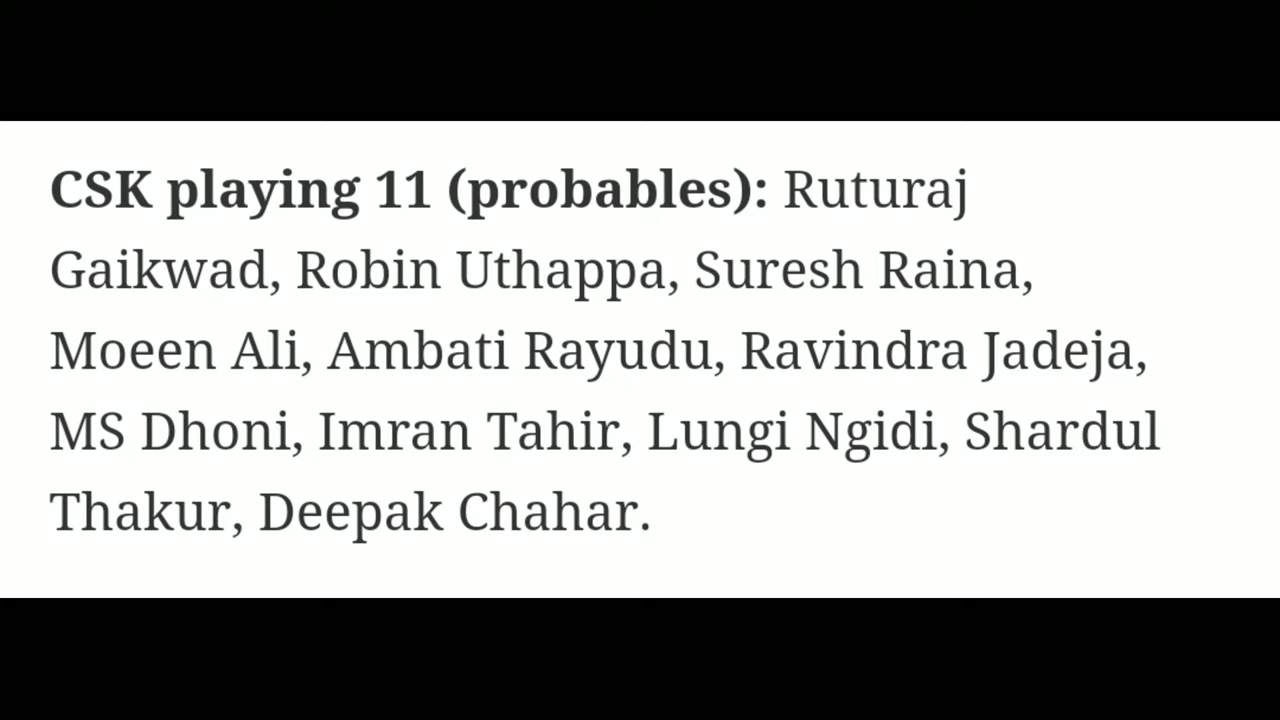 CSK playing 11 (probables): Ruturaj
Gaikwad, Robin Uthappa, Suresh Raina,
Moeen Ali, Ambati Rayudu, Ravindra Jadeja,
MS Dhoni, Imran Tahir, Lungi Ngidi, Shardul
Thakur, Deepak Chahar.